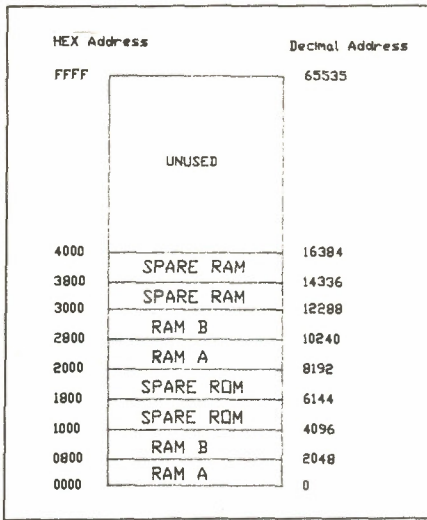 HEX Address Decimal Address
FFFF 65535
UNUSED
4000 16384
SPARE RAM
3800 14336
SPARE RAM
3000 12288
RAM B
2800 10240
RAM A
2000 8192
SPARE ROM
1800 6144
SPARE ROM
1000 4096
RAM B
0800 2048
RAM A
0000 0